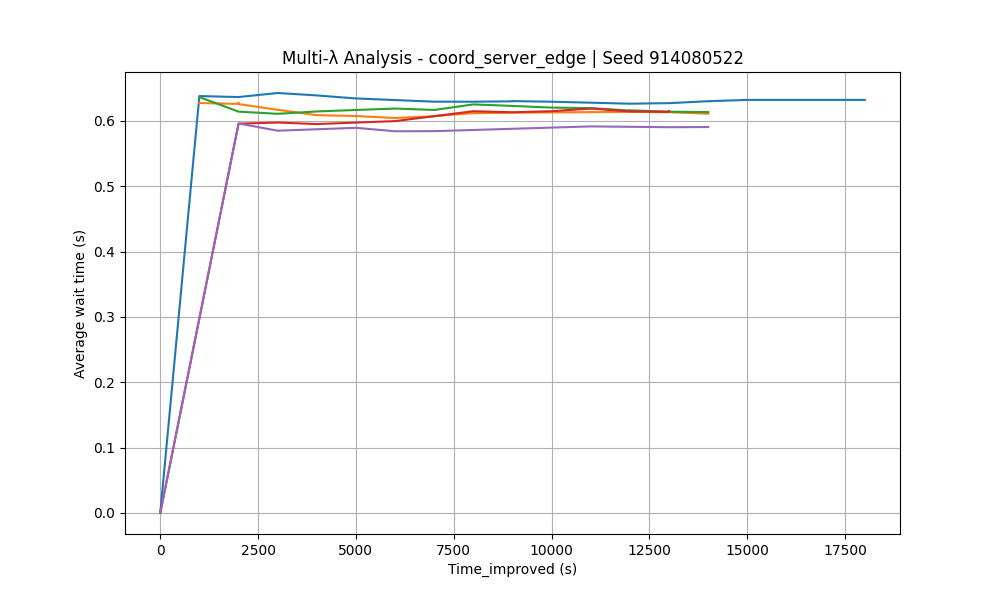 Multi-λ Analysis - coord_server_edge | Seed 914080522
Average wait time (s)
0.6
0.5
0.4
0.3
0.2
0.1
0.0
0 2500 5000 7500 10000 12500 15000 17500
Time_improved (s)